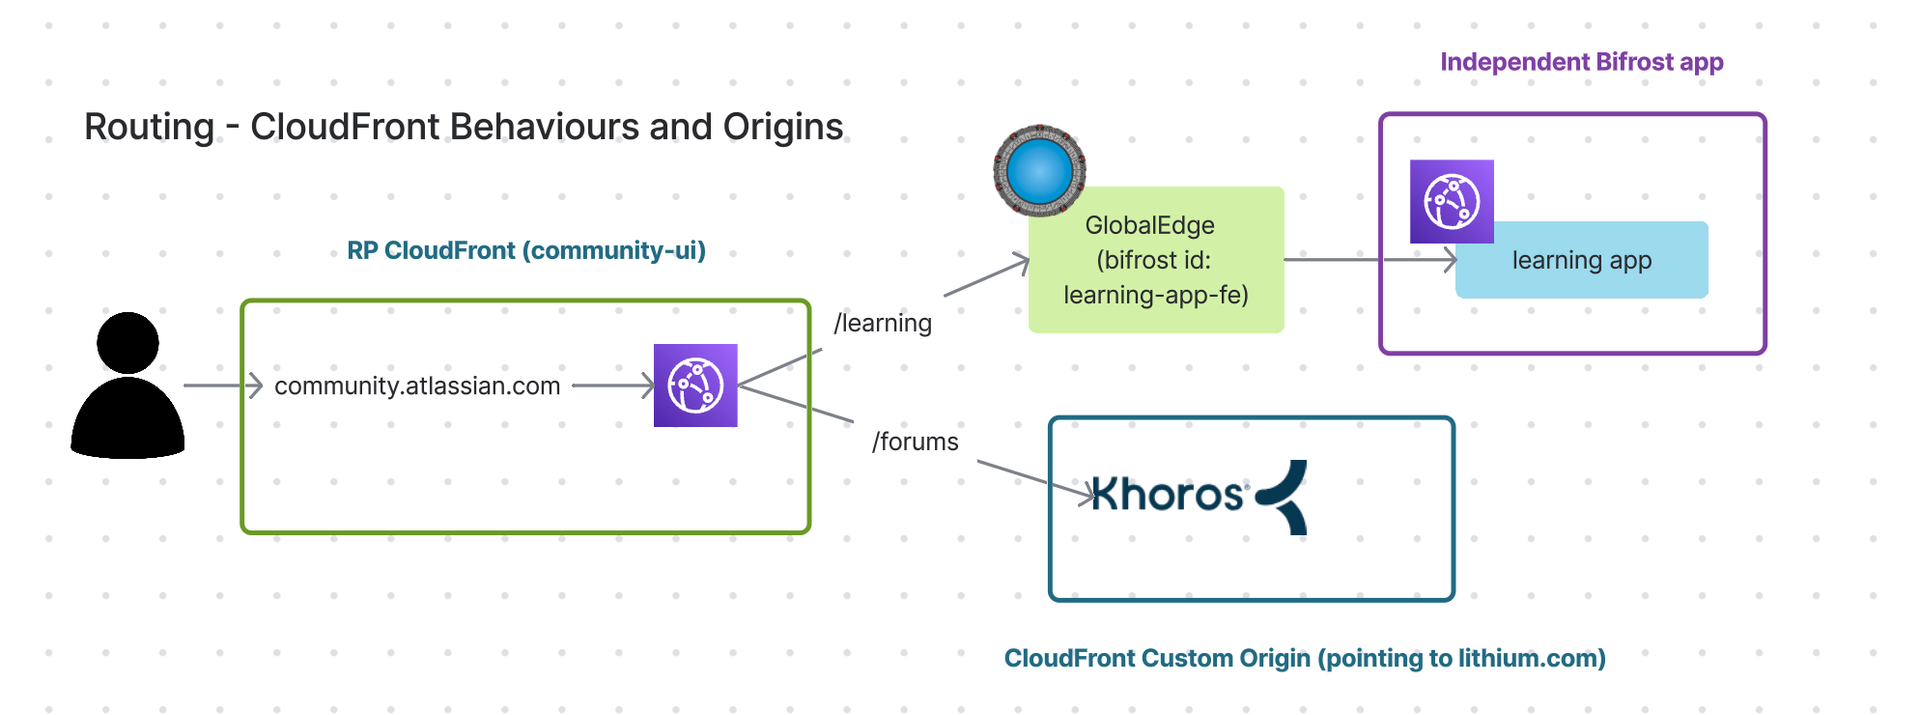 Independent Bifrost app
Routing - CloudFront Behaviours and Origins
RP CloudFront (community-ui)
GlobalEdge
(bifrost id:
learning-app-fe)
learning app
/learning
community.atlassian.com
/forums
Khoros
CloudFront Custom Origin (pointing to lithium.com)